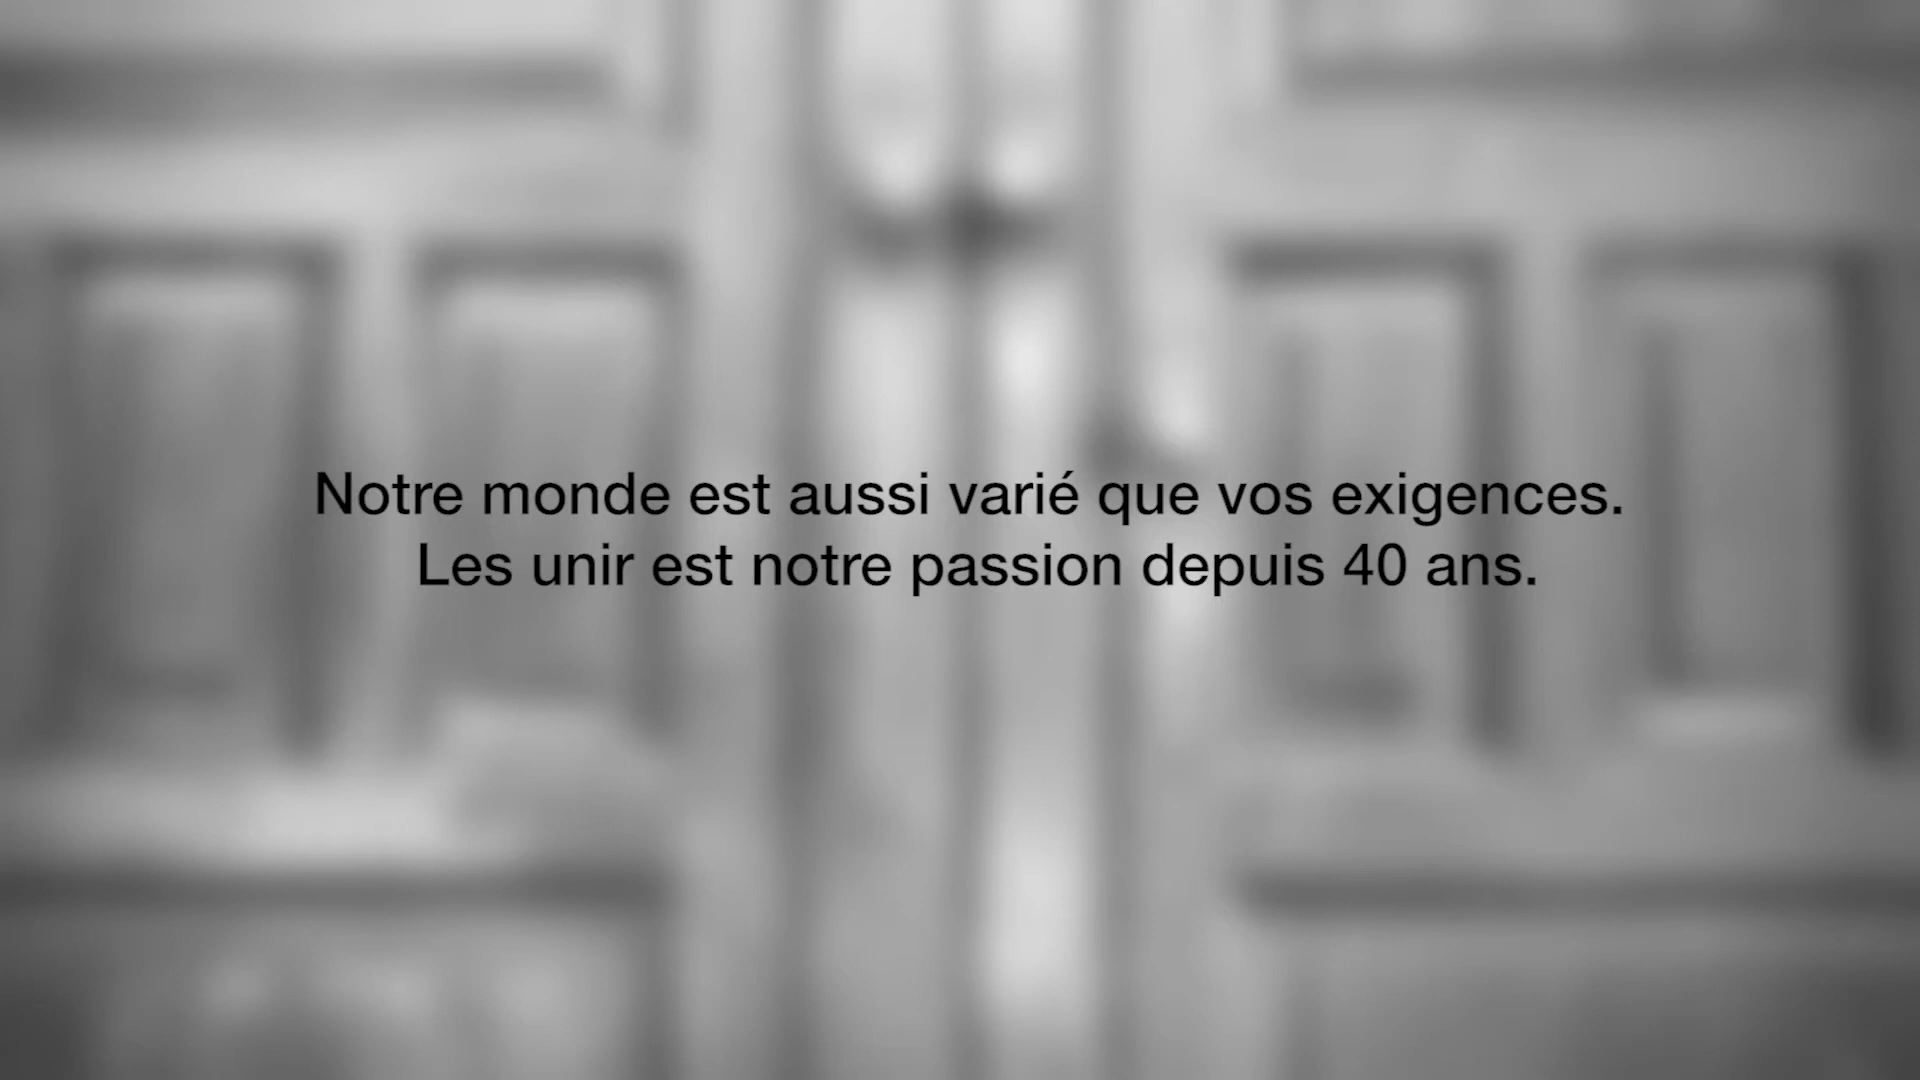 Notre monde est aussi varié que vos exigences.
Les unir est notre passion depuis 40 ans.